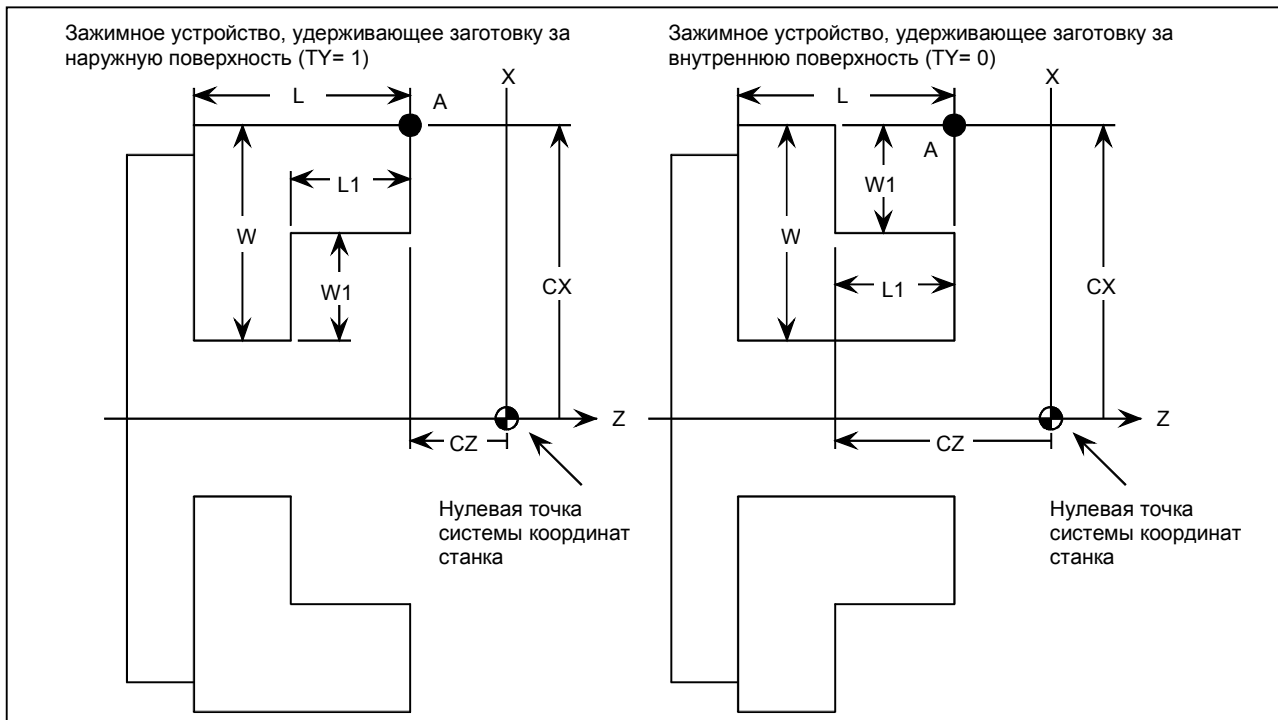 Зажимное устройство, удерживающее заготовку за
наружную поверхность (TY= 1)
L
A
X
L1
W
W1
CX
Z
CZ
Нулевая точка
системы координат
станка
Зажимное устройство, удерживающее заготовку за
внутреннюю поверхность (TY= 0)
X
L
A
W1
W
L1
CX
Z
CZ
Нулевая точка
системы координат
станка